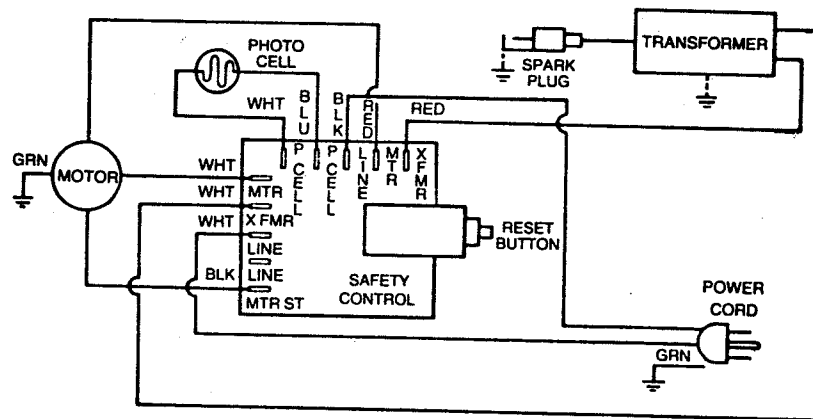 PHOTO
CELL
TRANSFORMER
SPARK
PLUG
WHT
BLU
BLK
RED
RED
GRN
MOTOR
WHT
WHT
WHT
BLK
P CELL
P CELL
LINE
MTR
XFMR
MTR
X FMR
LINE
LINE
MTR ST
SAFETY
CONTROL
RESET
BUTTON
POWER
CORD
GRN